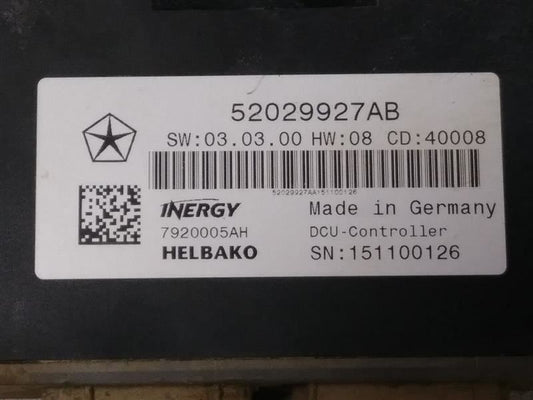 52029927AB
SW:03.03.00 HW:08 CD:40008
52029927AA151100126
INERGY Made in Germany
7920005AH DCU-Controller
HELBAKO SN:151100126